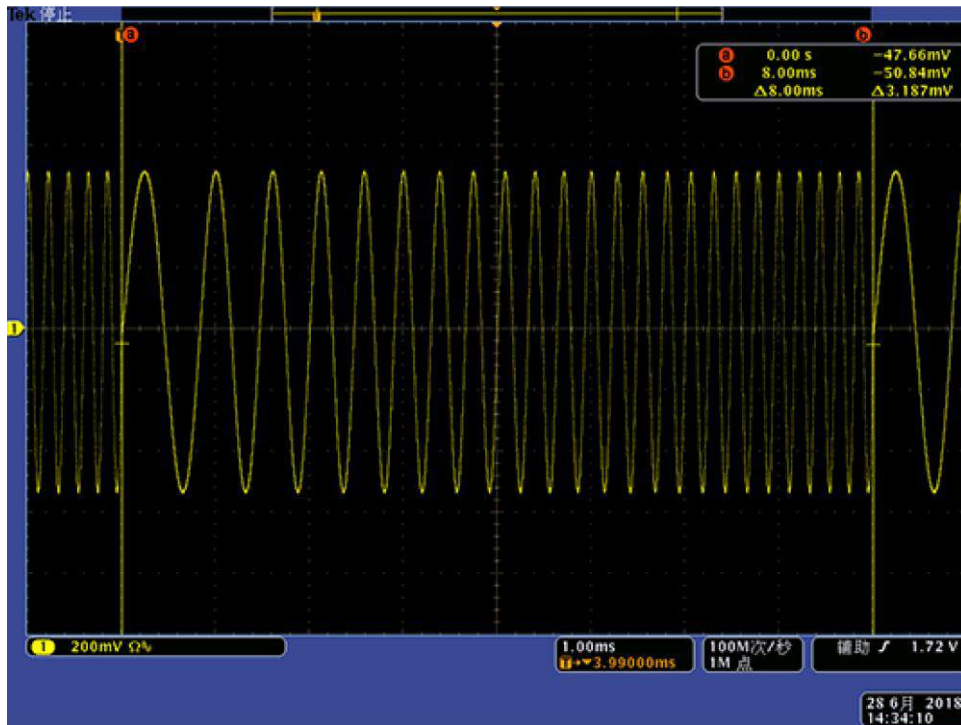 Tek 停止
a
b
a 0.00 s -47.66mV
b 8.00ms -50.84mV
Δ8.00ms Δ3.187mV
1
1 200mV Ω
1.00ms
T→▼3.99000ms
100M次/秒
1M 点
辅助 1.72 V
28 6月 2018
14:34:10